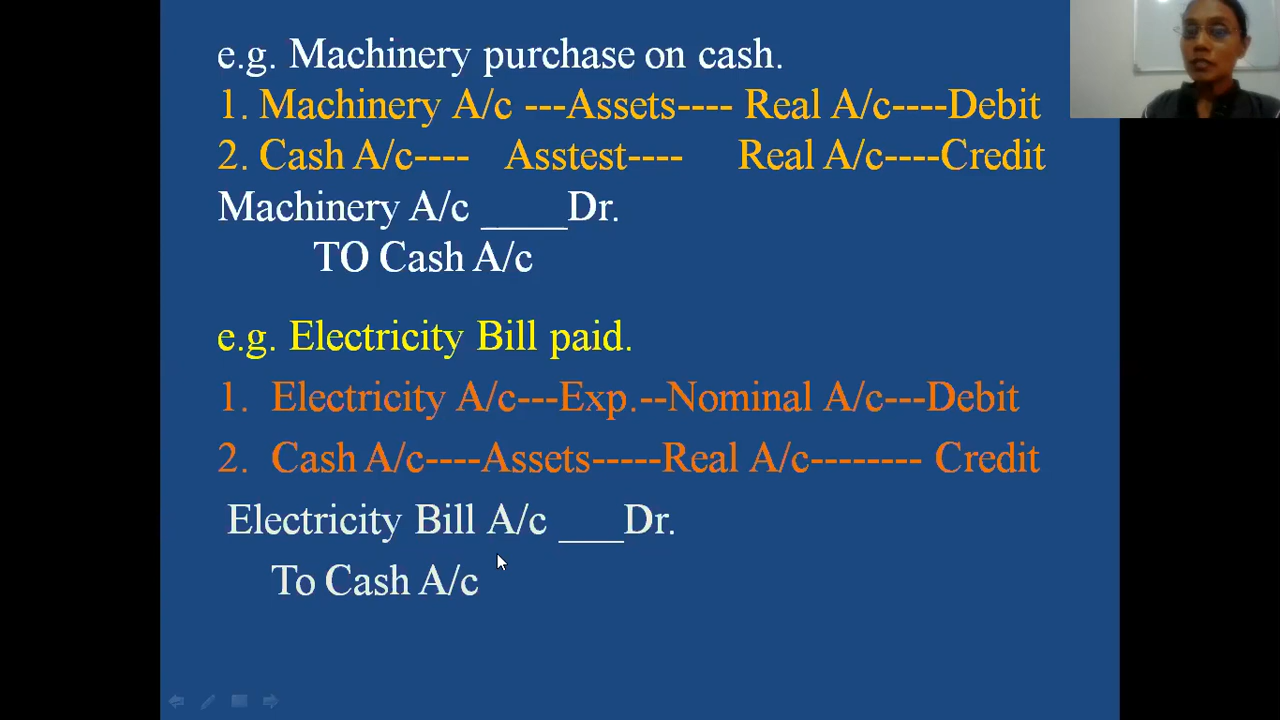 e.g. Machinery purchase on cash.
1. Machinery A/c ---Assets---- Real A/c----Debit
2. Cash A/c---- Asstest---- Real A/c----Credit
Machinery A/c ____Dr.
TO Cash A/c
e.g. Electricity Bill paid.
1. Electricity A/c---Exp.--Nominal A/c---Debit
2. Cash A/c----Assets-----Real A/c-------- Credit
Electricity Bill A/c ___Dr.
To Cash A/c